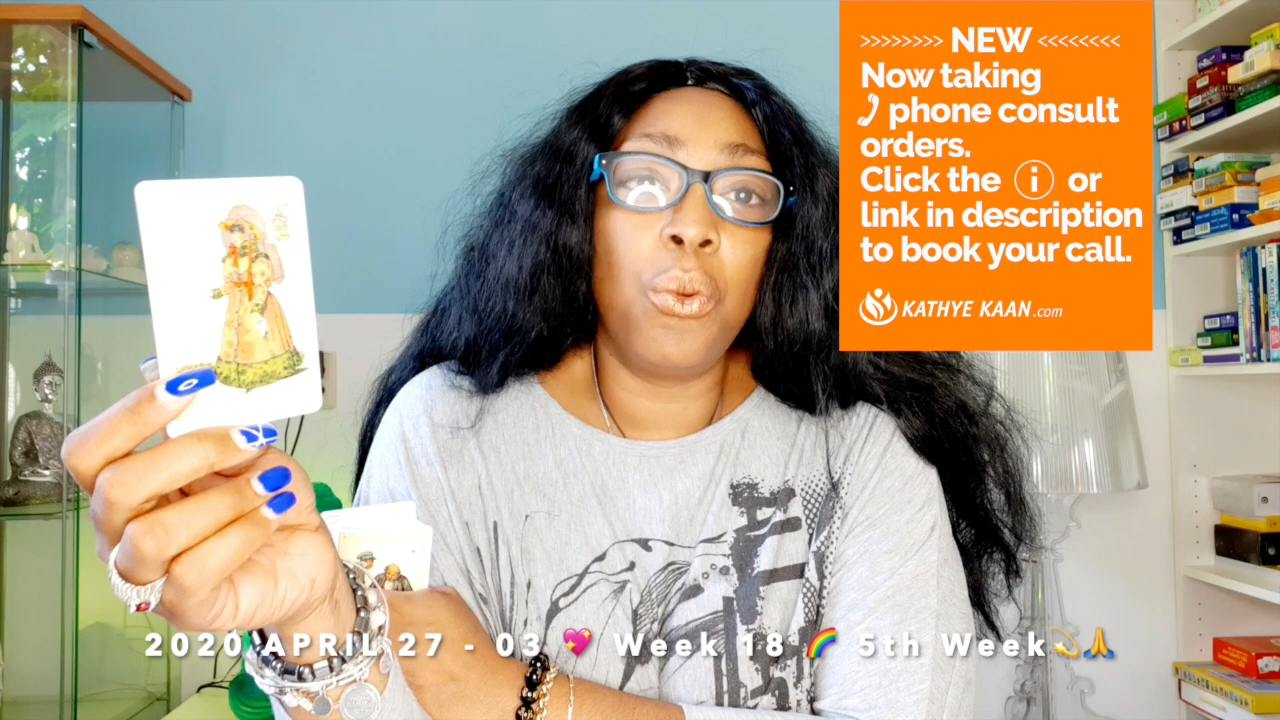 >>>>>>>> NEW <<<<<<<<
Now taking
phone consult
orders.
Click the ⓘ or
link in description
to book your call.
KATHYE KAAN.com
2020 APRIL 27 - 03 💖 Week 18 🌈 5th Week💫🙏